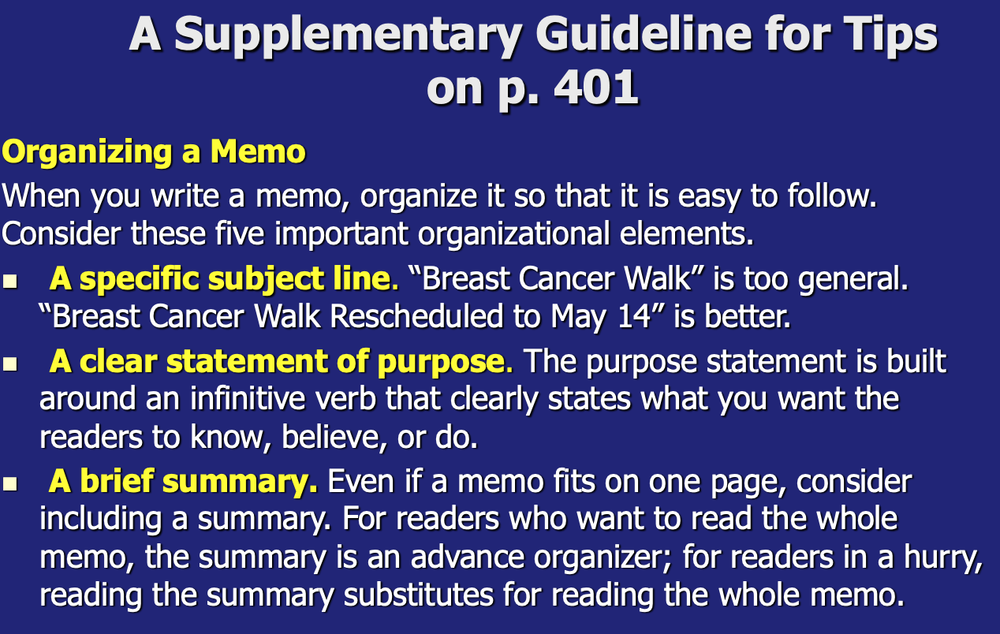 A Supplementary Guideline for Tips
on p. 401
Organizing a Memo
When you write a memo, organize it so that it is easy to follow.
Consider these five important organizational elements.
■ A specific subject line. “Breast Cancer Walk” is too general.
“Breast Cancer Walk Rescheduled to May 14” is better.
■ A clear statement of purpose. The purpose statement is built
around an infinitive verb that clearly states what you want the
readers to know, believe, or do.
■ A brief summary. Even if a memo fits on one page, consider
including a summary. For readers who want to read the whole
memo, the summary is an advance organizer; for readers in a hurry,
reading the summary substitutes for reading the whole memo.